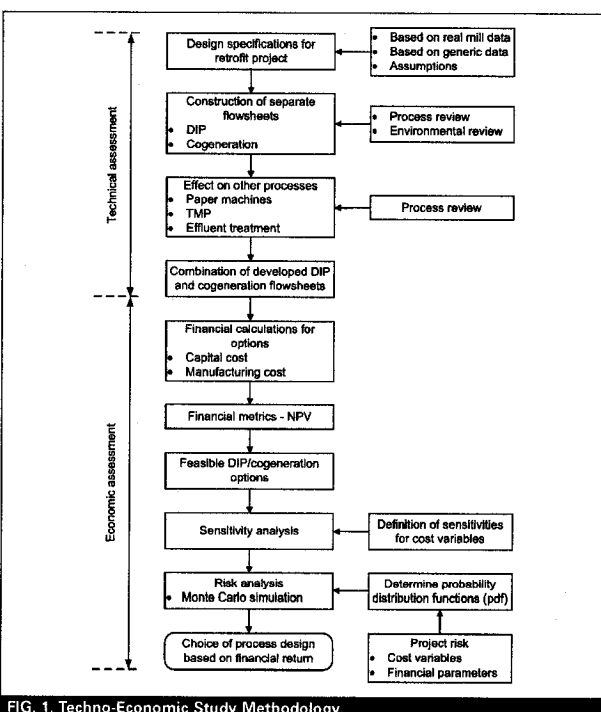 Design specifications for
retrofit project
• Based on real mill data
• Based on generic data
• Assumptions
Construction of separate
flowsheets
• DIP
• Cogeneration
• Process review
• Environmental review
Technical assessment
Effect on other processes
• Paper machines
• TMP
• Effluent treatment
Process review
Combination of developed DIP
and cogeneration flowsheets
Financial calculations for
options
• Capital cost
• Manufacturing cost
Financial metrics - NPV
Feasible DIP/cogeneration
options
Economic assessment
Sensitivity analysis
Definition of sensitivities
for cost variables
Risk analysis
• Monte Carlo simulation
Determine probability
distribution functions (pdf)
Choice of process design
based on financial return
Project risk
• Cost variables
• Financial parameters
FIG. 1. Techno-Economic Study Methodology